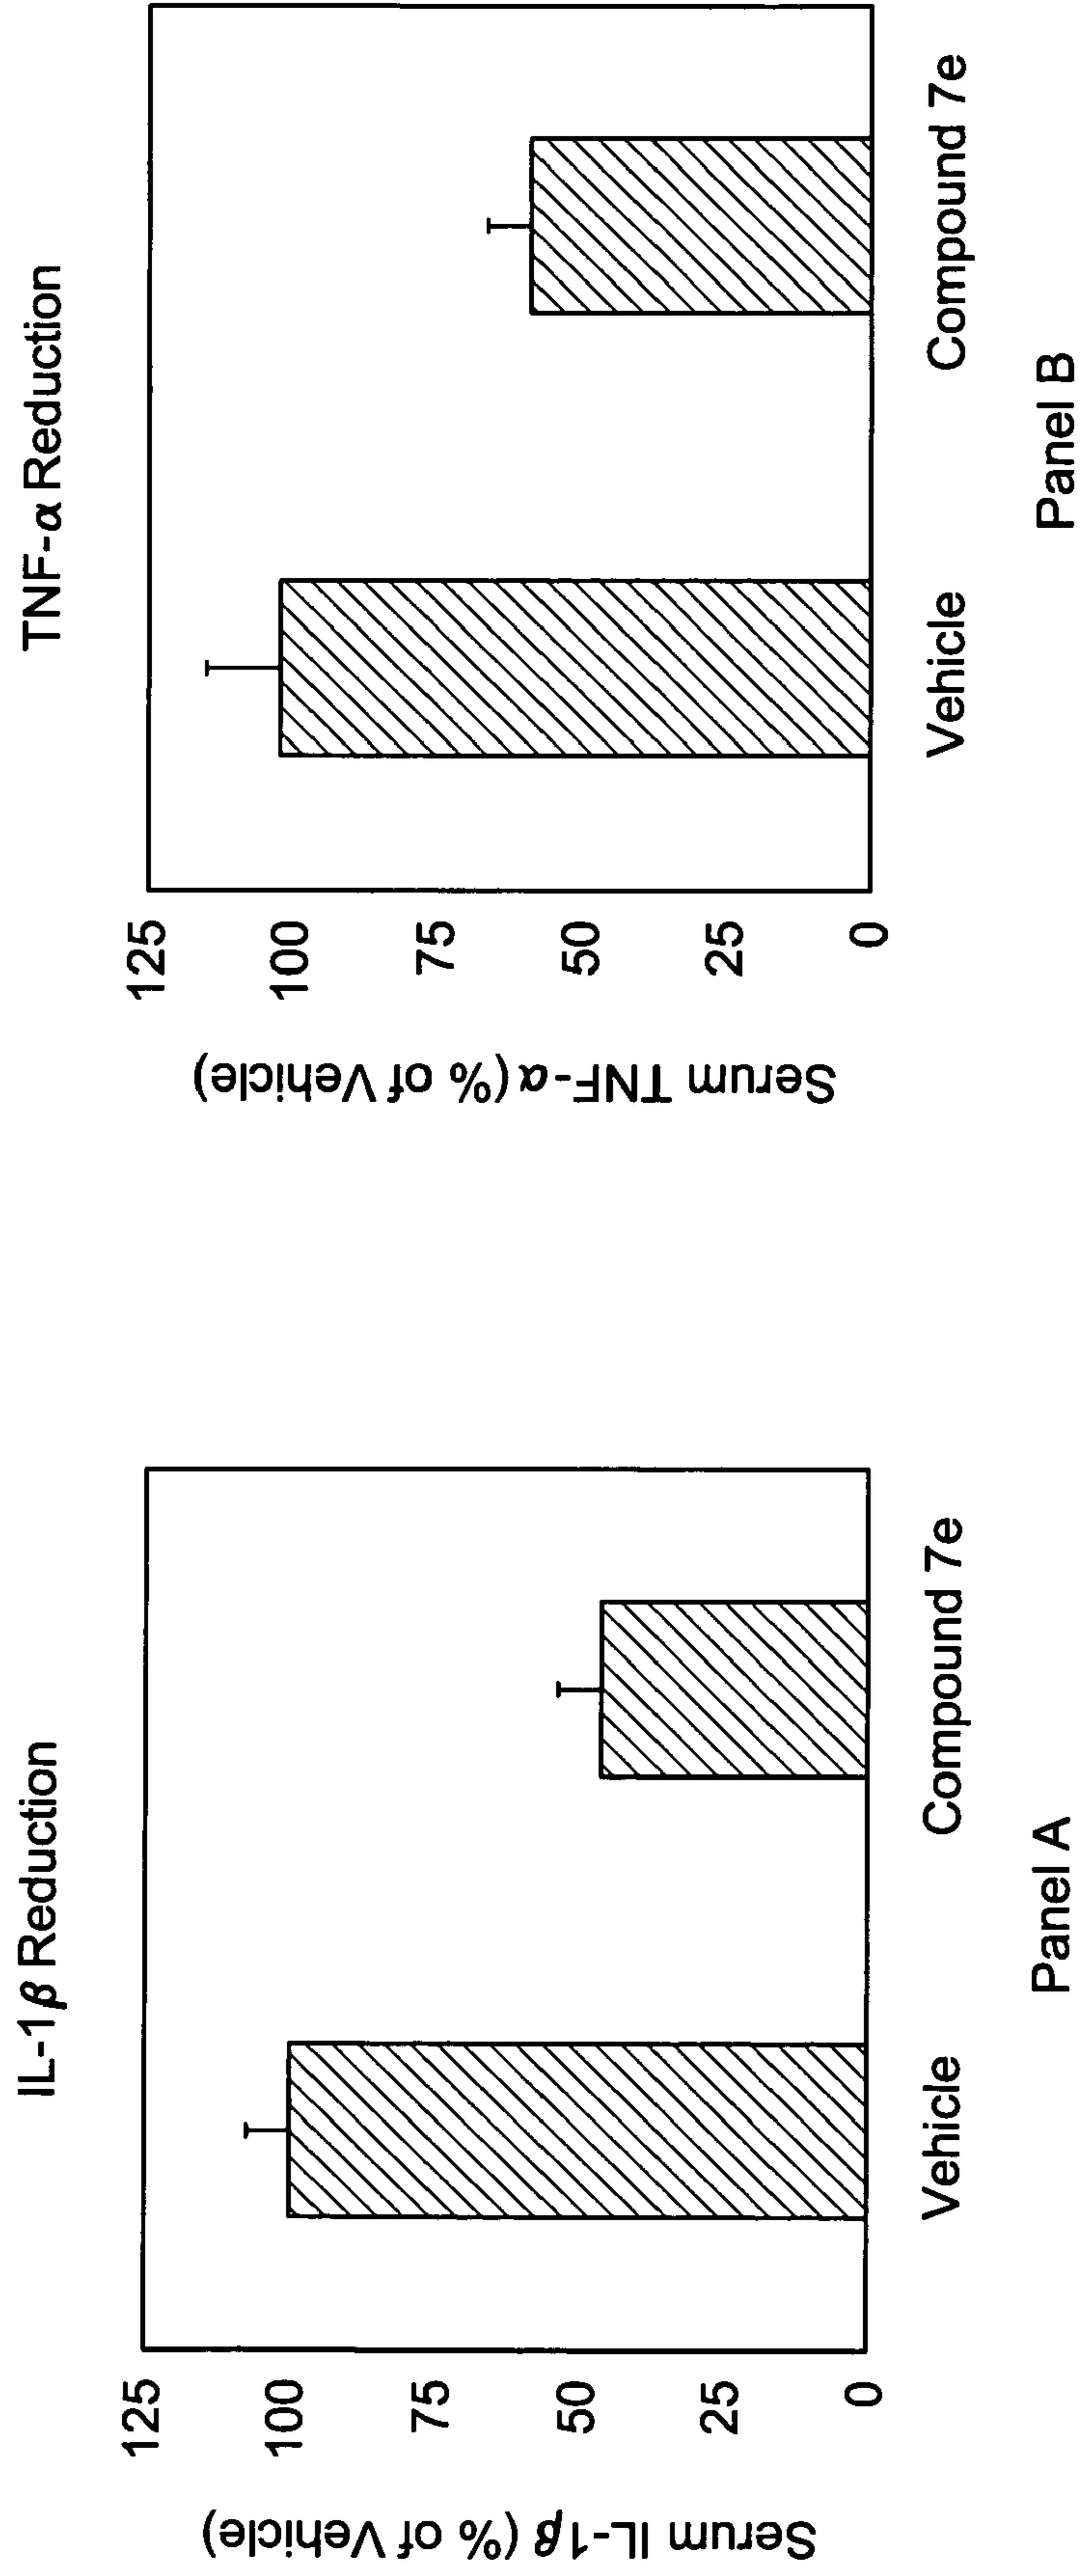 IL-1β Reduction
Serum IL-1β (% of Vehicle)
125
100
75
50
25
0
Vehicle
Compound 7e
Panel A
TNF-α Reduction
Serum TNF-α (% of Vehicle)
125
100
75
50
25
0
Vehicle
Compound 7e
Panel B